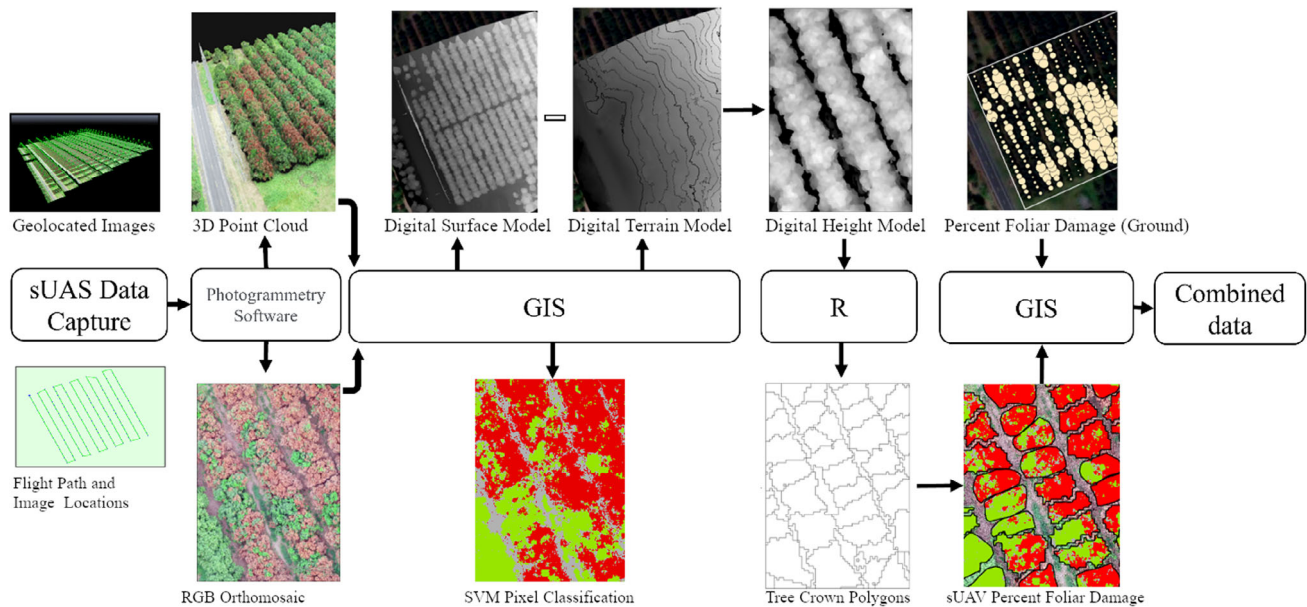 Geolocated Images
3D Point Cloud
Digital Surface Model
Digital Terrain Model
Digital Height Model
Percent Foliar Damage (Ground)
sUAS Data
Capture
Photogrammetry
Software
GIS
R
GIS
Combined
data
Flight Path and
Image Locations
RGB Orthomosaic
SVM Pixel Classification
Tree Crown Polygons
sUAV Percent Foliar Damage